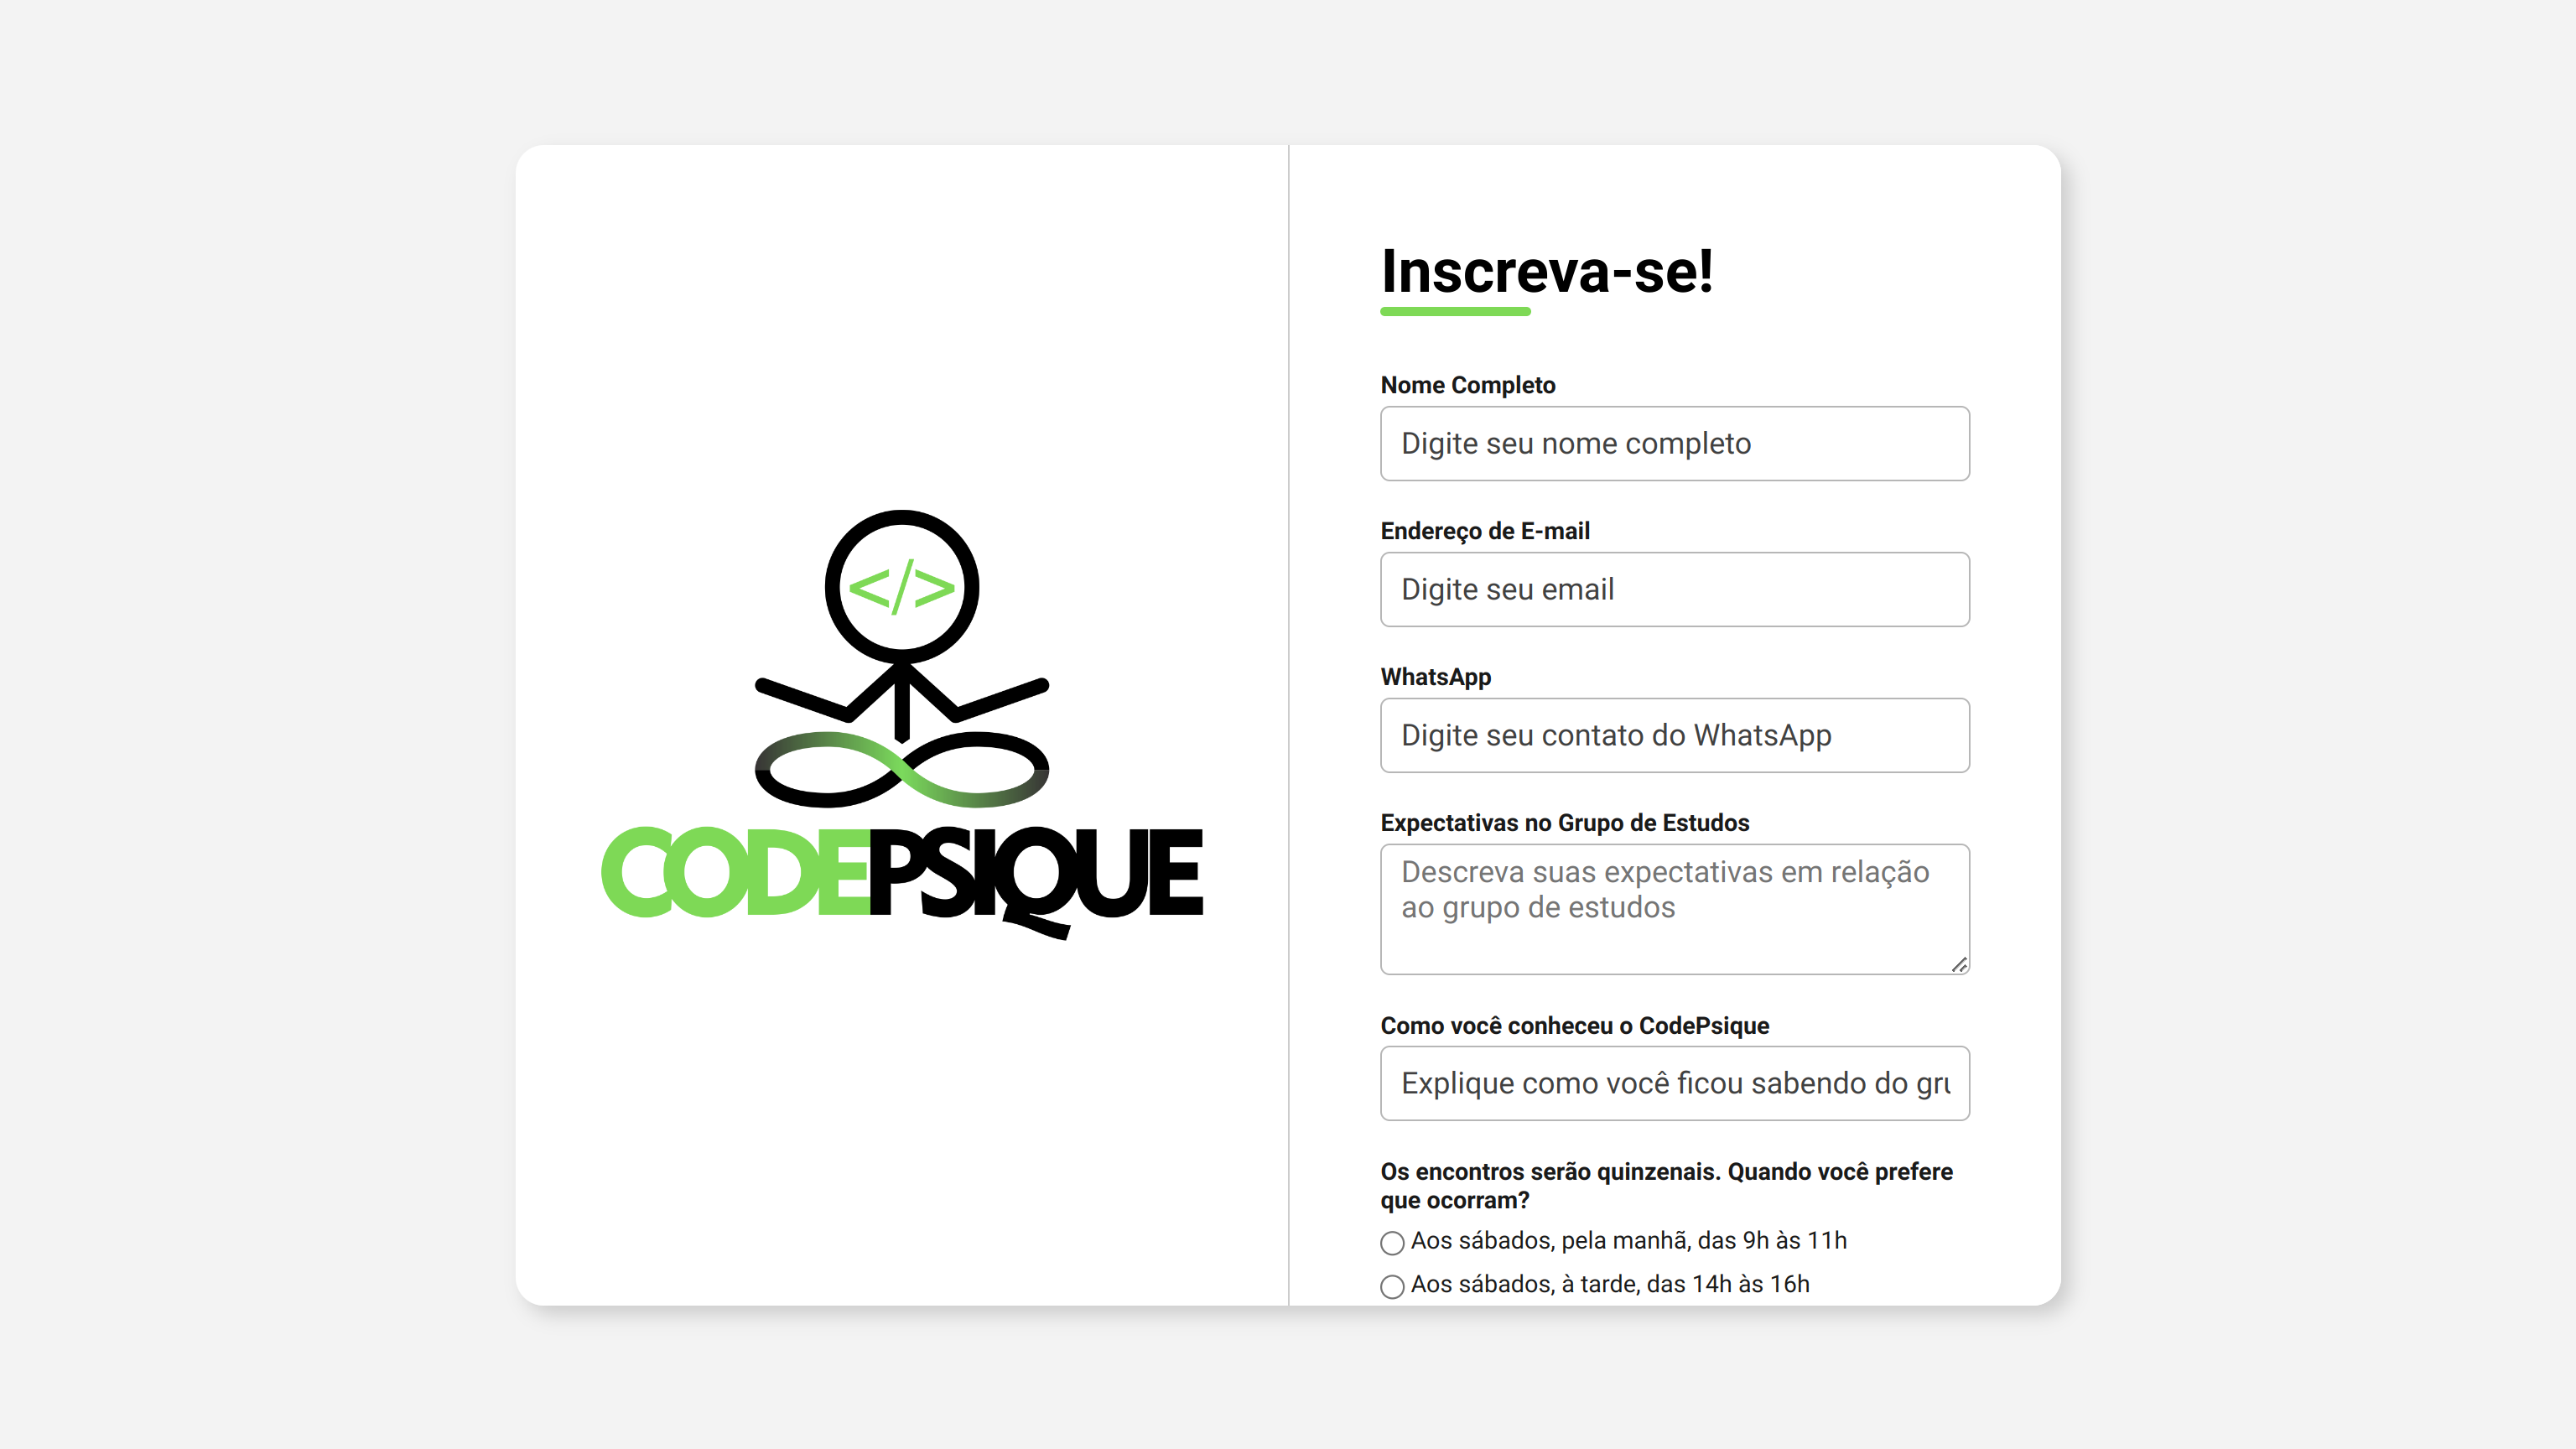 </>
CODEPSIQUE
Inscreva-se!
Nome Completo
Digite seu nome completo
Endereço de E-mail
Digite seu email
WhatsApp
Digite seu contato do WhatsApp
Expectativas no Grupo de Estudos
Descreva suas expectativas em relação
ao grupo de estudos
Como você conheceu o CodePsique
Explique como você ficou sabendo do gru
Os encontros serão quinzenais. Quando você prefere
que ocorram?
Aos sábados, pela manhã, das 9h às 11h
Aos sábados, à tarde, das 14h às 16h